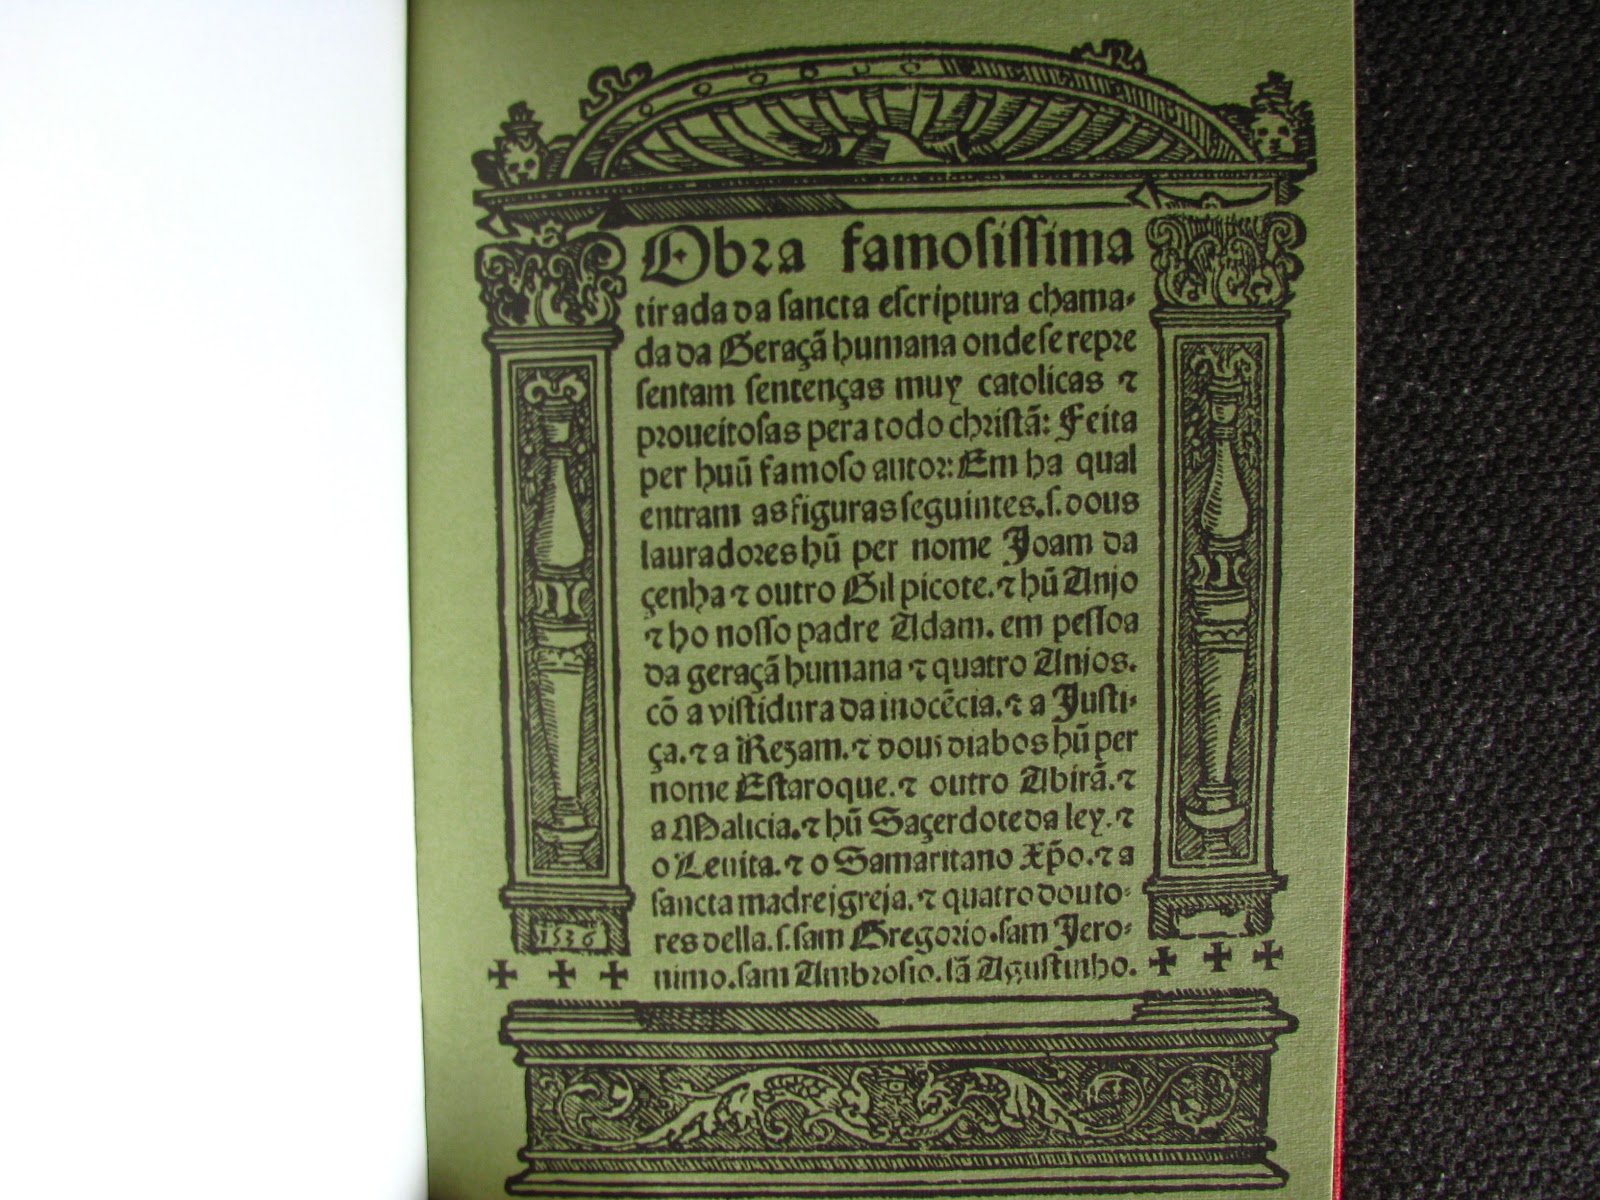 Obra famosissima
tirada da sancta escriptura chama-
da da Geraçã humana onde se repre
sentam sentenças muy catolicas ⁊
proueitosas pera todo christã: Feita
per huũ famoso autor: Em ha qual
entram as figuras seguintes. s. dous
lauradores hũ per nome Joam da
çenha ⁊ outro Gil picote. ⁊ hũ Anjo
⁊ ho nosso padre Adam. em pessoa
da geraçã humana ⁊ quatro Anjos.
cõ a vistidura da inocẽcia. ⁊ a Justi-
ça. ⁊ a Rezam. ⁊ dous diabos hũ per
nome Estaroque. ⁊ outro Abirã. ⁊
a Malicia. ⁊ hũ Saçerdote da ley. ⁊
o Leuita. ⁊ o Samaritano Xp̃o. ⁊ a
sancta madre igreja. ⁊ quatro douto-
res della. s. sam Gregorio. sam Jero-
nimo. sam Ambrosio. sã Agustinho.
1536